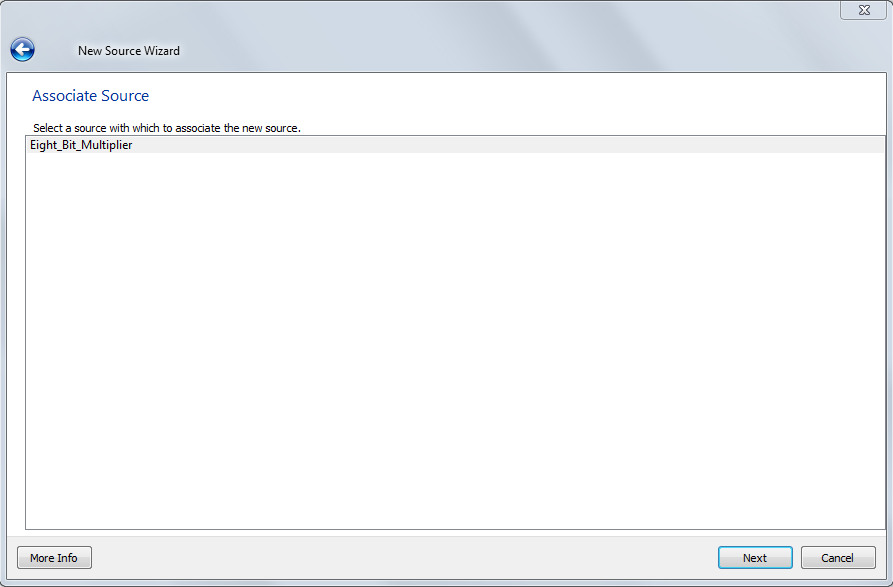 New Source Wizard
Associate Source
Select a source with which to associate the new source.
Eight_Bit_Multiplier
More Info
Next
Cancel